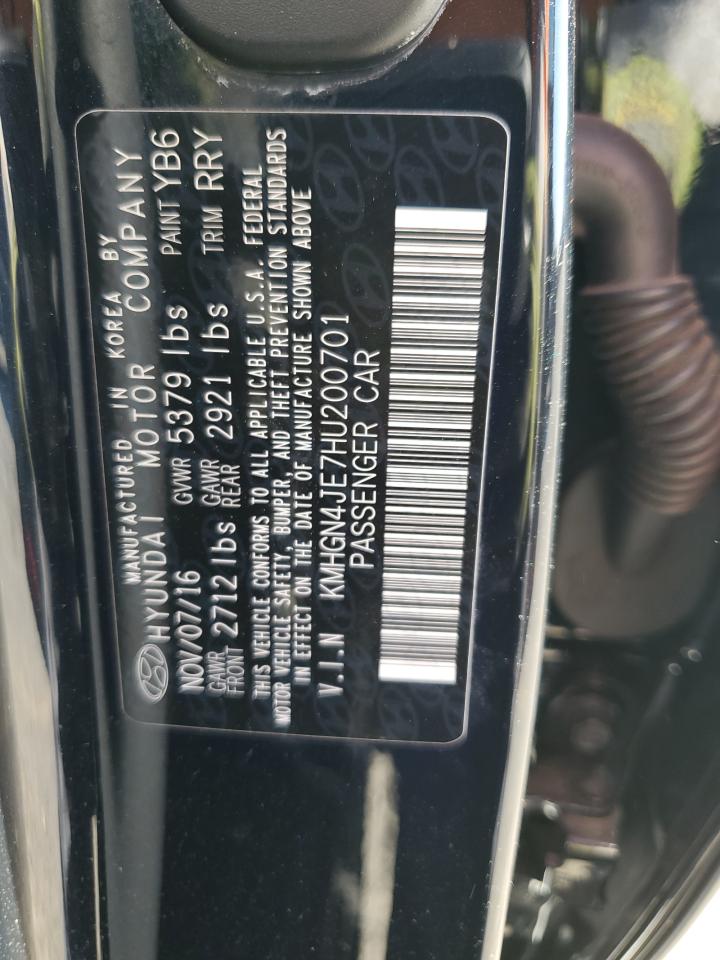 MANUFACTURED IN KOREA BY
HYUNDAI MOTOR COMPANY
NOV/07/16 GVWR 5379 lbs PAINT YB6
GAWR FRONT 2712 lbs GAWR REAR 2921 lbs TRIM RRY
THIS VEHICLE CONFORMS TO ALL APPLICABLE U.S.A. FEDERAL
MOTOR VEHICLE SAFETY, BUMPER, AND THEFT PREVENTION STANDARDS
IN EFFECT ON THE DATE OF MANUFACTURE SHOWN ABOVE
V.I.N KMHGN4JE7HU200701
PASSENGER CAR